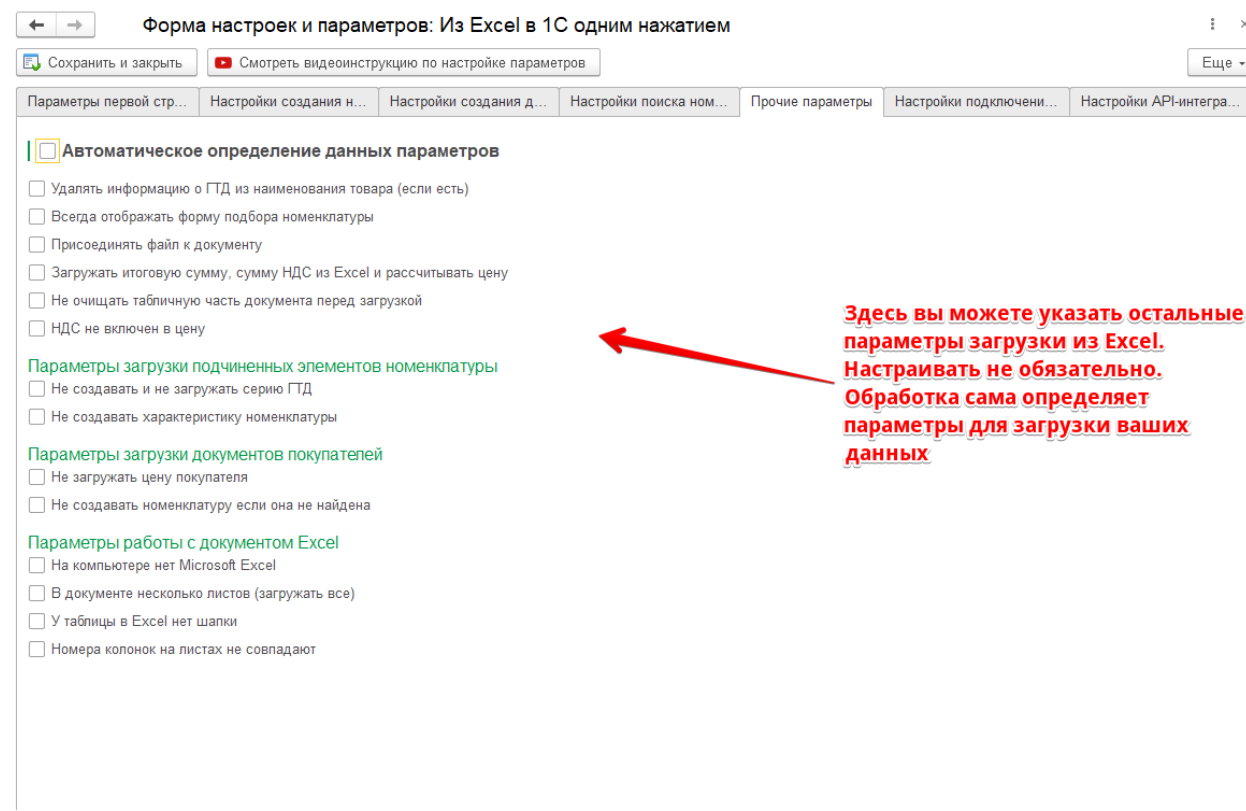 Форма настроек и параметров: Из Excel в 1С одним нажатием
Сохранить и закрыть
Смотреть видеоинструкцию по настройке параметров
Еще
Параметры первой стр...
Настройки создания н...
Настройки создания д...
Настройки поиска ном...
Прочие параметры
Настройки подключени...
Настройки API-интегра...
Автоматическое определение данных параметров
Удалять информацию о ГТД из наименования товара (если есть)
Всегда отображать форму подбора номенклатуры
Присоединять файл к документу
Загружать итоговую сумму, сумму НДС из Excel и рассчитывать цену
Не очищать табличную часть документа перед загрузкой
НДС не включен в цену
Параметры загрузки подчиненных элементов номенклатуры
Не создавать и не загружать серию ГТД
Не создавать характеристику номенклатуры
Параметры загрузки документов покупателей
Не загружать цену покупателя
Не создавать номенклатуру если она не найдена
Параметры работы с документом Excel
На компьютере нет Microsoft Excel
В документе несколько листов (загружать все)
У таблицы в Excel нет шапки
Номера колонок на листах не совпадают
Здесь вы можете указать остальные
параметры загрузки из Excel.
Настраивать не обязательно.
Обработка сама определяет
параметры для загрузки ваших
данных